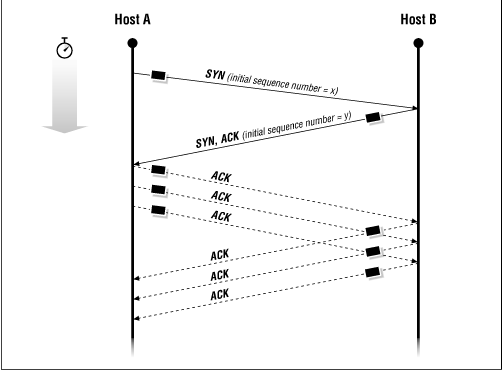 Host A
Host B
SYN (initial sequence number = x)
SYN, ACK (initial sequence number = y)
ACK
ACK
ACK
ACK
ACK
ACK